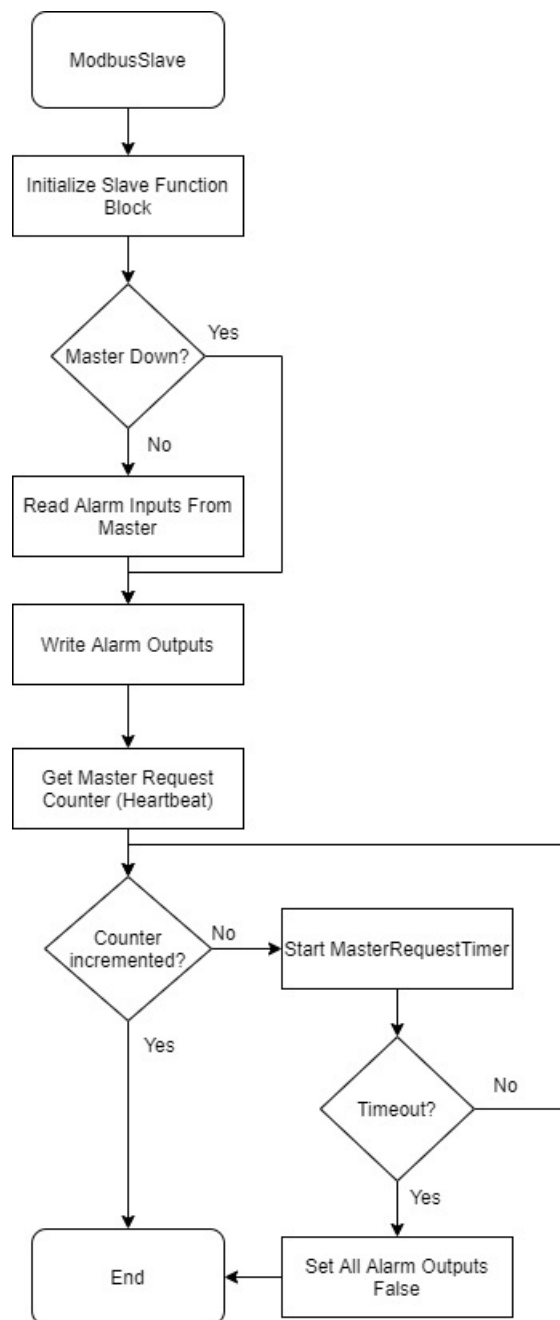 ModbusSlave
Initialize Slave Function
Block
Yes
Master Down?
No
Read Alarm Inputs From
Master
Write Alarm Outputs
Get Master Request
Counter (Heartbeat)
Counter
incremented?
No
Start MasterRequestTimer
Yes
Timeout?
No
Yes
Set All Alarm Outputs
False
End